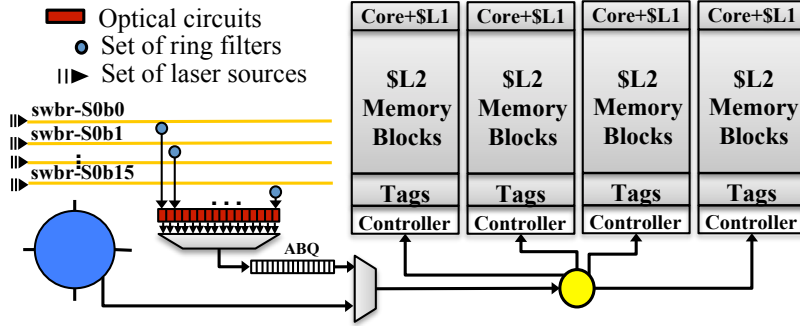 Optical circuits
Set of ring filters
Set of laser sources
swbr-S0b0
swbr-S0b1
swbr-S0b15
ABQ
Core+$L1 Core+$L1 Core+$L1 Core+$L1
$L2 $L2 $L2 $L2
Memory Memory Memory Memory
Blocks Blocks Blocks Blocks
Tags Tags Tags Tags
Controller Controller Controller Controller